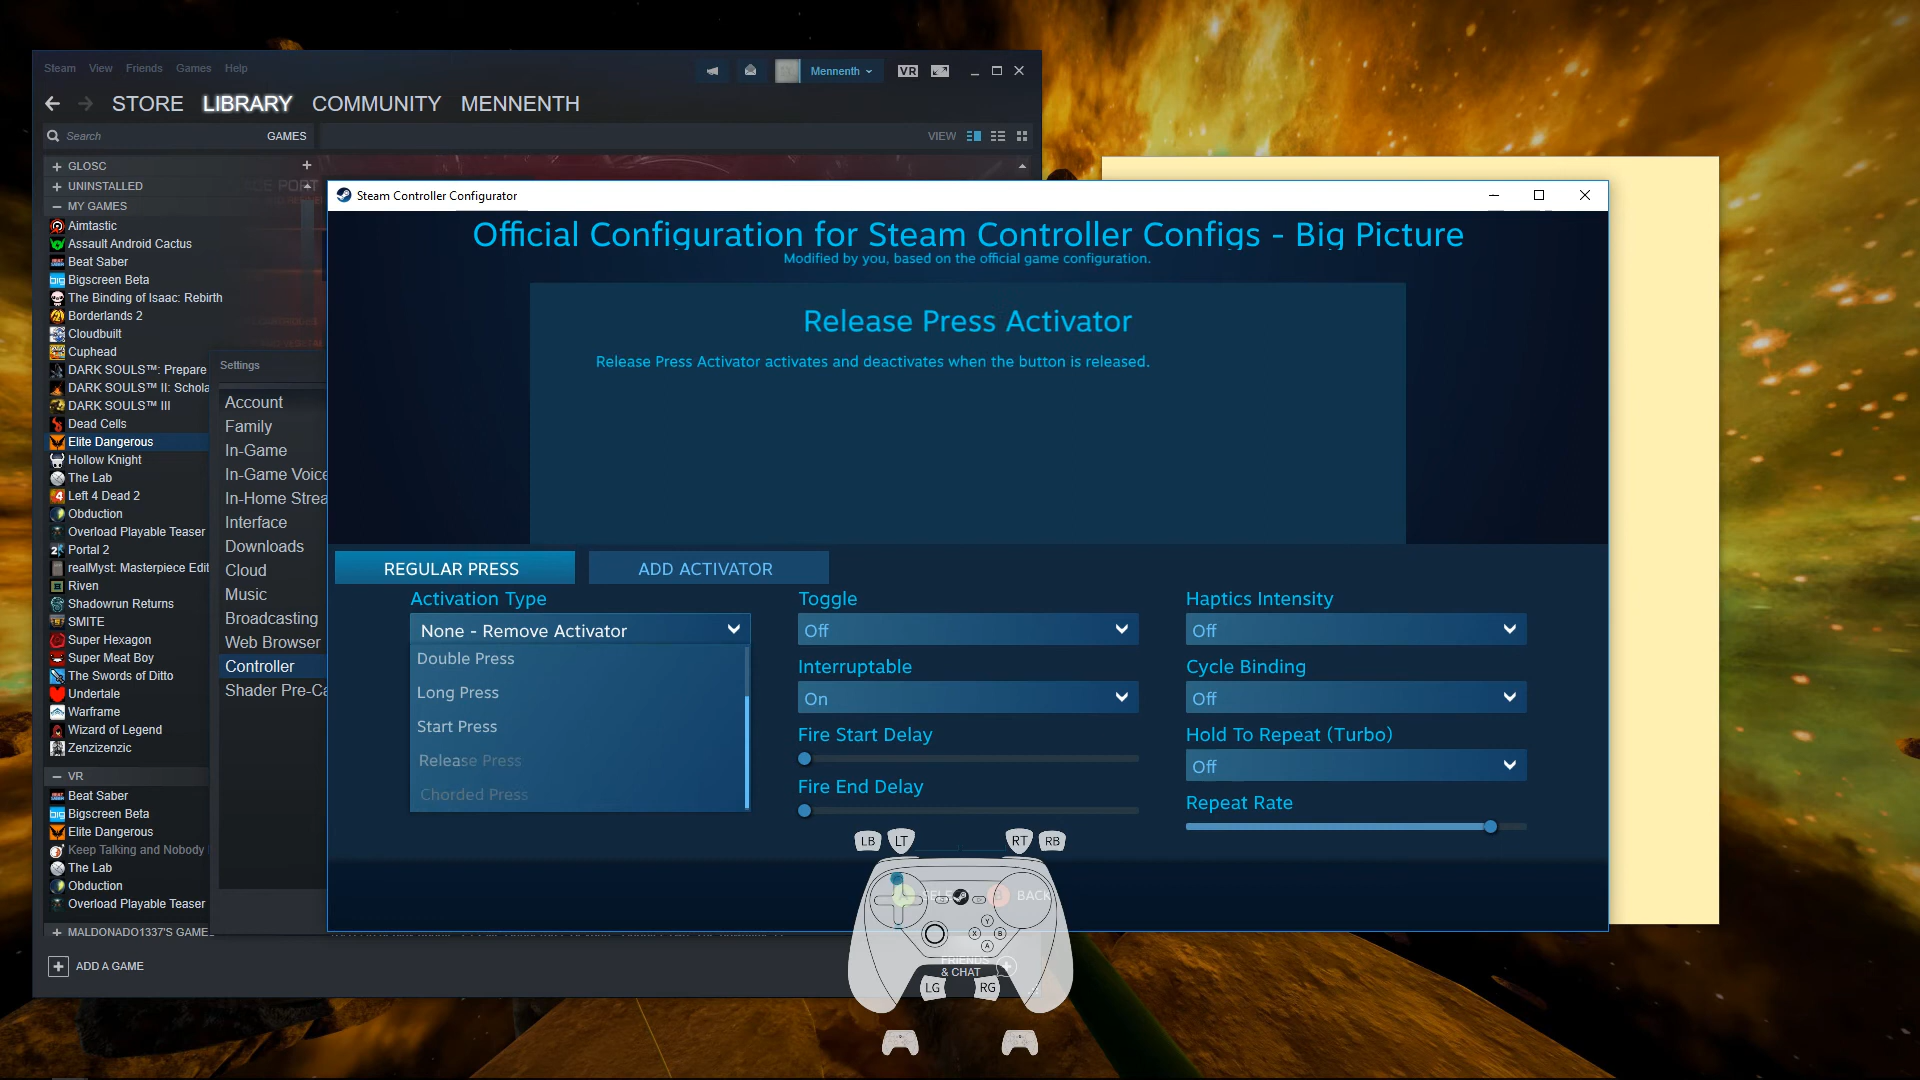 Steam View Friends Games Help
Mennenth
VR
STORE LIBRARY COMMUNITY MENNENTH
Search
GAMES
VIEW
GLOSC
UNINSTALLED
MY GAMES
Aimtastic
Assault Android Cactus
Beat Saber
Bigscreen Beta
The Binding of Isaac: Rebirth
Borderlands 2
Cloudbuilt
Cuphead
DARK SOULS™: Prepare
DARK SOULS™ II: Schola
DARK SOULS™ III
Dead Cells
Elite Dangerous
Hollow Knight
The Lab
Left 4 Dead 2
Obduction
Overload Playable Teaser
Portal 2
realMyst: Masterpiece Edit
Riven
Shadowrun Returns
SMITE
Super Hexagon
Super Meat Boy
The Swords of Ditto
Undertale
Warframe
Wizard of Legend
Zenzizenzic
VR
Beat Saber
Bigscreen Beta
Elite Dangerous
Keep Talking and Nobody
The Lab
Obduction
Overload Playable Teaser
MALDONADO1337'S GAME
ADD A GAME
Settings
Account
Family
In-Game
In-Game Voice
In-Home Strea
Interface
Downloads
Cloud
Music
Broadcasting
Web Browser
Controller
Shader Pre-Ca
Steam Controller Configurator
Official Configuration for Steam Controller Configs - Big Picture
Modified by you, based on the official game configuration.
Release Press Activator
Release Press Activator activates and deactivates when the button is released.
REGULAR PRESS
ADD ACTIVATOR
Activation Type
None - Remove Activator
Double Press
Long Press
Start Press
Release Press
Chorded Press
Toggle
Off
Interruptable
On
Fire Start Delay
Fire End Delay
Haptics Intensity
Off
Cycle Binding
Off
Hold To Repeat (Turbo)
Off
Repeat Rate
LB LT RT RB
BACK
Y
X B
A
FRIENDS
& CHAT
LG RG